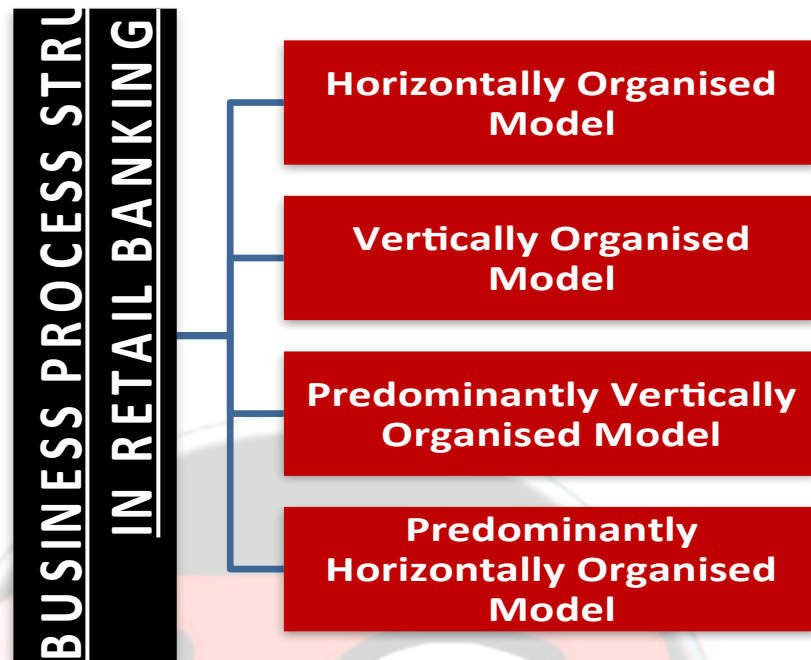 BUSINESS PROCESS STRU
IN RETAIL BANKING
Horizontally Organised
Model
Vertically Organised
Model
Predominantly Vertically
Organised Model
Predominantly
Horizontally Organised
Model